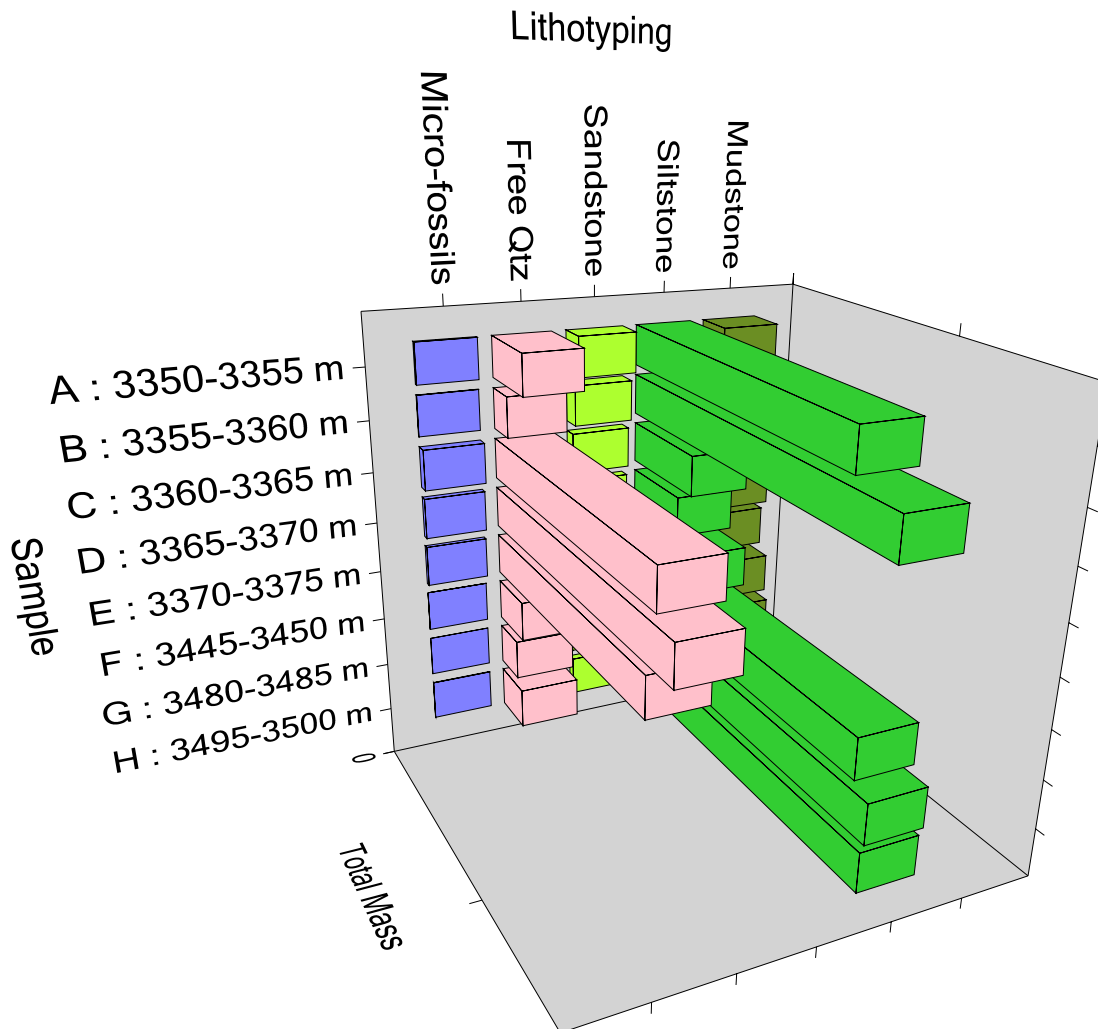 Lithotyping
Micro-fossils
Free Qtz
Sandstone
Siltstone
Mudstone
A : 3350-3355 m
B : 3355-3360 m
C : 3360-3365 m
D : 3365-3370 m
E : 3370-3375 m
F : 3445-3450 m
G : 3480-3485 m
H : 3495-3500 m
Sample
0
Total Mass